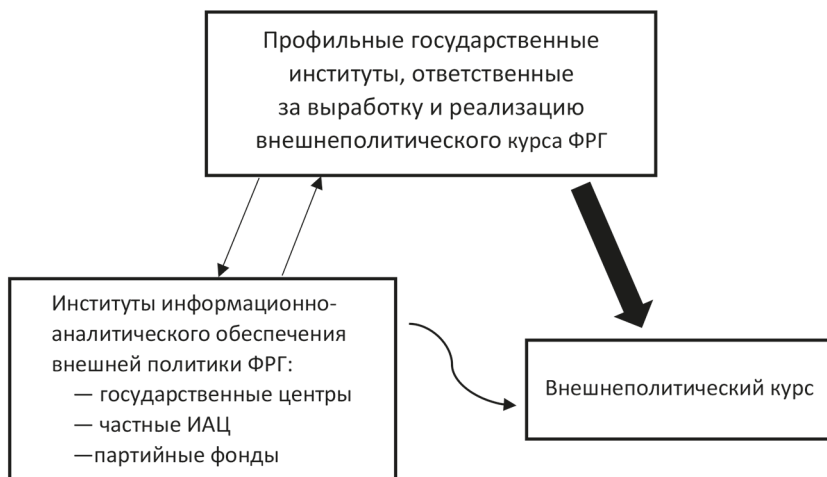 Профильные государственные
институты, ответственные
за выработку и реализацию
внешнеполитического курса ФРГ
Институты информационно-
аналитического обеспечения
внешней политики ФРГ:
— государственные центры
— частные ИАЦ
—партийные фонды
Внешнеполитический курс